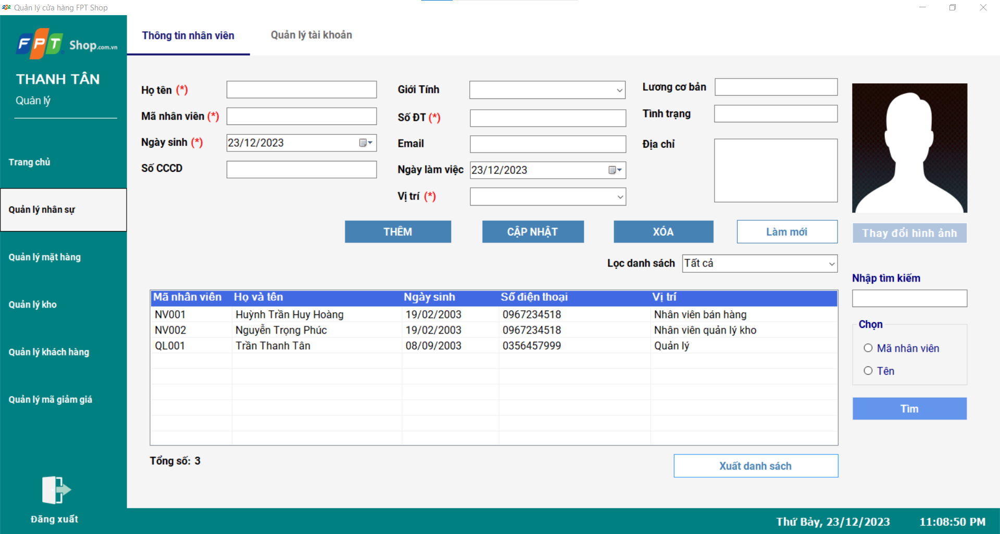 Quản lý cửa hàng FPT Shop
FPT Shop.com.vn
THANH TÂN
Quản lý
Trang chủ
Quản lý nhân sự
Quản lý mặt hàng
Quản lý kho
Quản lý khách hàng
Quản lý mã giảm giá
Đăng xuất
Thông tin nhân viên
Quản lý tài khoản
Họ tên (*)
Mã nhân viên (*)
Ngày sinh (*) 23/12/2023
Số CCCD
Giới Tính
Số ĐT (*)
Email
Ngày làm việc 23/12/2023
Vị trí (*)
Lương cơ bản
Tình trạng
Địa chỉ
THÊM
CẬP NHẬT
XÓA
Làm mới
Thay đổi hình ảnh
Lọc danh sách Tất cả
Mã nhân viên Họ và tên Ngày sinh Số điện thoại Vị trí
NV001 Huỳnh Trần Huy Hoàng 19/02/2003 0967234518 Nhân viên bán hàng
NV002 Nguyễn Trọng Phúc 19/02/2003 0967234518 Nhân viên quản lý kho
QL001 Trần Thanh Tân 08/09/2003 0356457999 Quản lý
Tổng số: 3
Xuất danh sách
Nhập tìm kiếm
Chọn
Mã nhân viên
Tên
Tìm
Thứ Bảy, 23/12/2023
11:08:50 PM